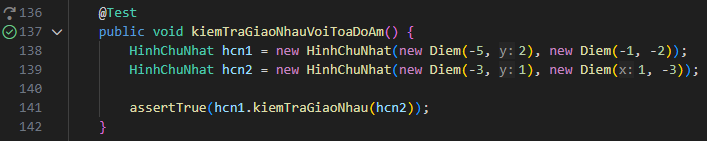 136 @Test
137 public void kiemTraGiaoNhauVoiToaDoAm() {
138 HinhChuNhat hcn1 = new HinhChuNhat(new Diem(-5, y: 2), new Diem(-1, -2));
139 HinhChuNhat hcn2 = new HinhChuNhat(new Diem(-3, y: 1), new Diem(x: 1, -3));
140
141 assertTrue(hcn1.kiemTraGiaoNhau(hcn2));
142 }